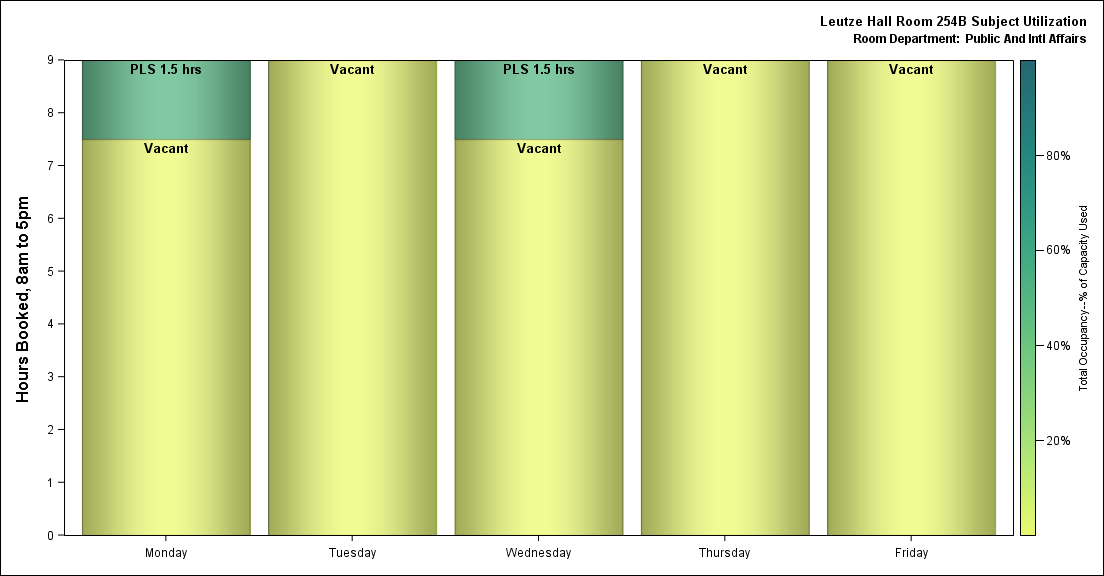 Leutze Hall Room 254B Subject Utilization
Room Department: Public And Intl Affairs
Hours Booked, 8am to 5pm
9
8
7
6
5
4
3
2
1
0
PLS 1.5 hrs
Vacant
Vacant
PLS 1.5 hrs
Vacant
Vacant
Vacant
Monday
Tuesday
Wednesday
Thursday
Friday
80%
60%
40%
20%
Total Occupancy--% of Capacity Used